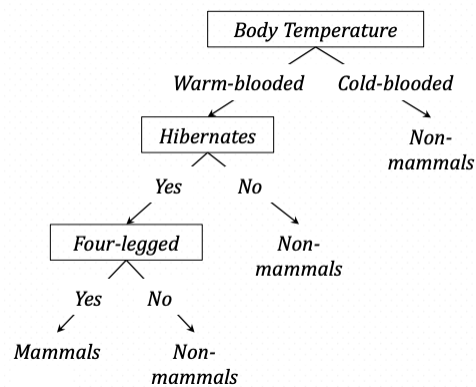 Body Temperature
Warm-blooded Cold-blooded
Hibernates
Non-
mammals
Yes No
Four-legged
Non-
mammals
Yes No
Mammals
Non-
mammals